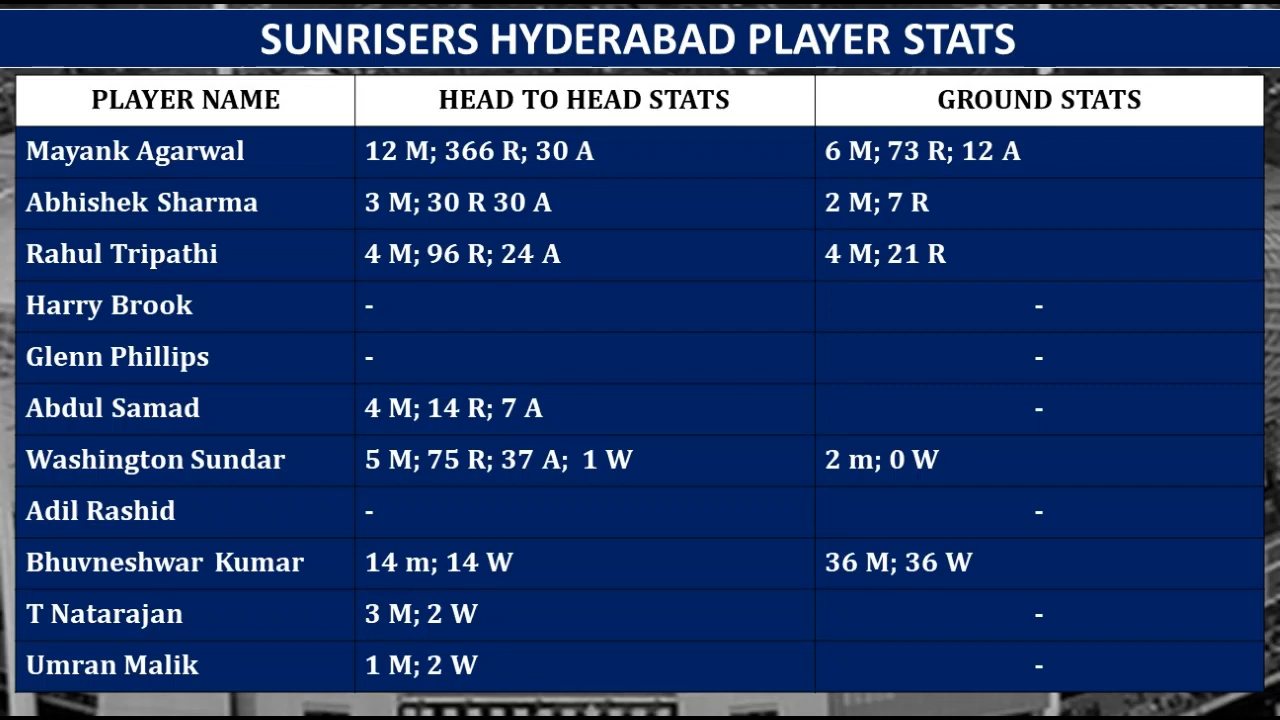 SUNRISERS HYDERABAD PLAYER STATS
PLAYER NAME HEAD TO HEAD STATS GROUND STATS
Mayank Agarwal 12 M; 366 R; 30 A 6 M; 73 R; 12 A
Abhishek Sharma 3 M; 30 R 30 A 2 M; 7 R
Rahul Tripathi 4 M; 96 R; 24 A 4 M; 21 R
Harry Brook - -
Glenn Phillips - -
Abdul Samad 4 M; 14 R; 7 A -
Washington Sundar 5 M; 75 R; 37 A; 1 W 2 m; 0 W
Adil Rashid - -
Bhuvneshwar Kumar 14 m; 14 W 36 M; 36 W
T Natarajan 3 M; 2 W -
Umran Malik 1 M; 2 W -